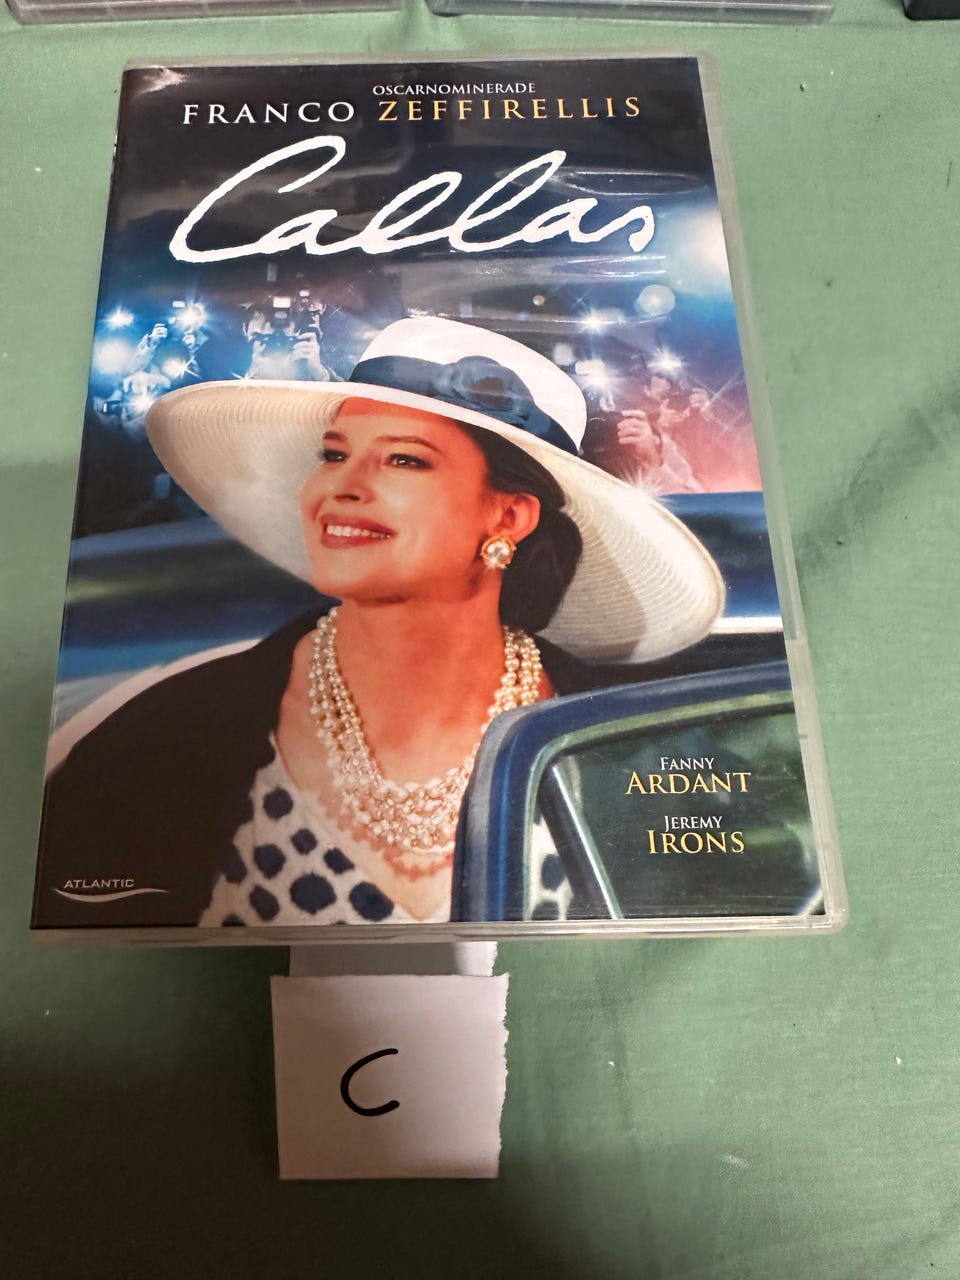 OSCARNOMINERADE
FRANCO ZEFFIRELLIS
Callas
FANNY
ARDANT
JEREMY
IRONS
ATLANTIC
C